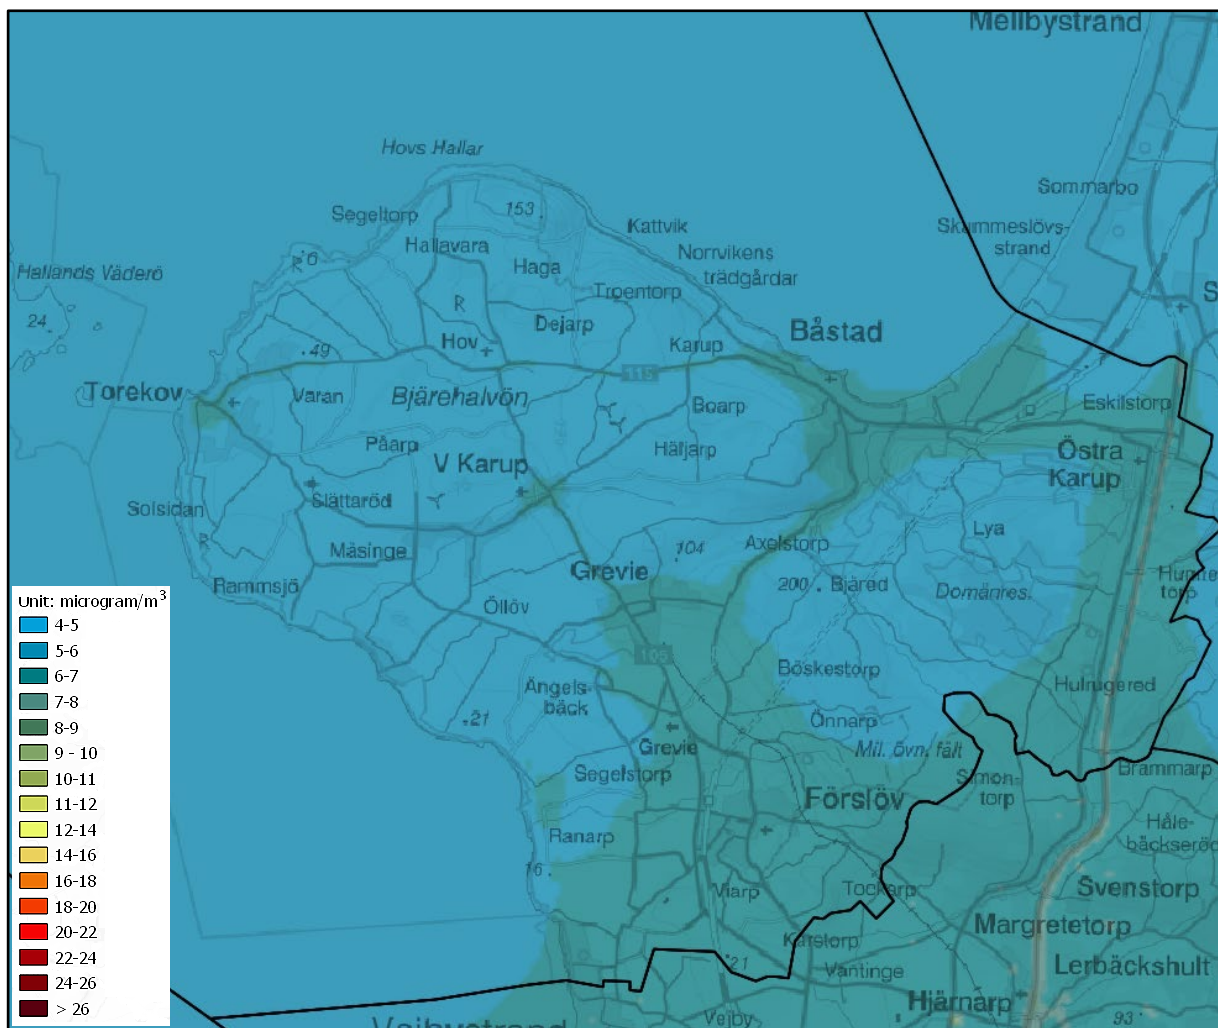 Mellbystrand
Hovs Hallar
Sommarbo
Segeltorp
153
Kattvik
Skummeslövs-
strand
Hallavara
Norrvikens
trädgårdar
Hallands Väderö
6
Haga
Troentorp
S
24
R
Dejarp
Båstad
Hov
Karup
49
115
Torekov
Varan
Bjärehalvön
Boarp
Eskilstorp
Påarp
Häljarp
Östra
Karup
V Karup
Solsidan
Slättaröd
Lya
Mäsinge
104
Axelstorp
Grevie
200
Bjäred
Domänres.
Rammsjö
Öllöv
105
Böskestorp
Hulrugered
Ängels-
bäck
21
Önnarp
Grevie
Mil. övn. fält
Segelstorp
Simon-
torp
Brammarp
Förslöv
Ranarp
Håle-
bäckseröd
16
Viarp
Tockarp
Svenstorp
Margretetorp
Karstorp
21
Vantinge
Lerbäckshult
Hjärnarp
Vejbystrand
Vejby
93
Unit: microgram/m³
4-5
5-6
6-7
7-8
8-9
9 - 10
10-11
11-12
12-14
14-16
16-18
18-20
20-22
22-24
24-26
> 26